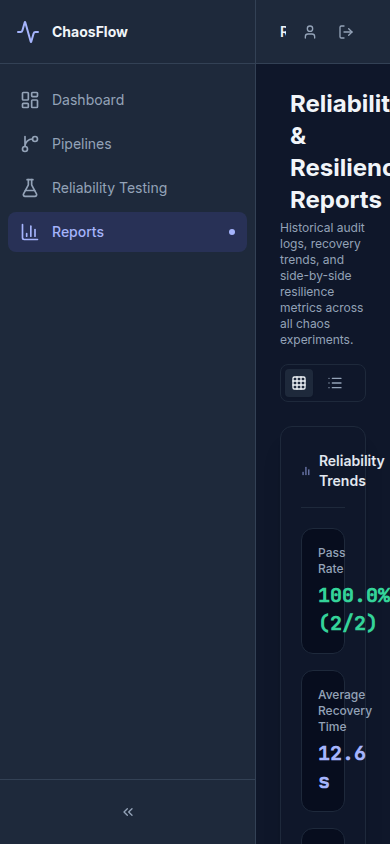 ChaosFlow
Dashboard
Pipelines
Reliability Testing
Reports
Reliabilit
&
Resilienc
Reports
Historical audit
logs, recovery
trends, and
side-by-side
resilience
metrics across
all chaos
experiments.
Reliability
Trends
Pass
Rate
100.0%
(2/2)
Average
Recovery
Time
12.6
s